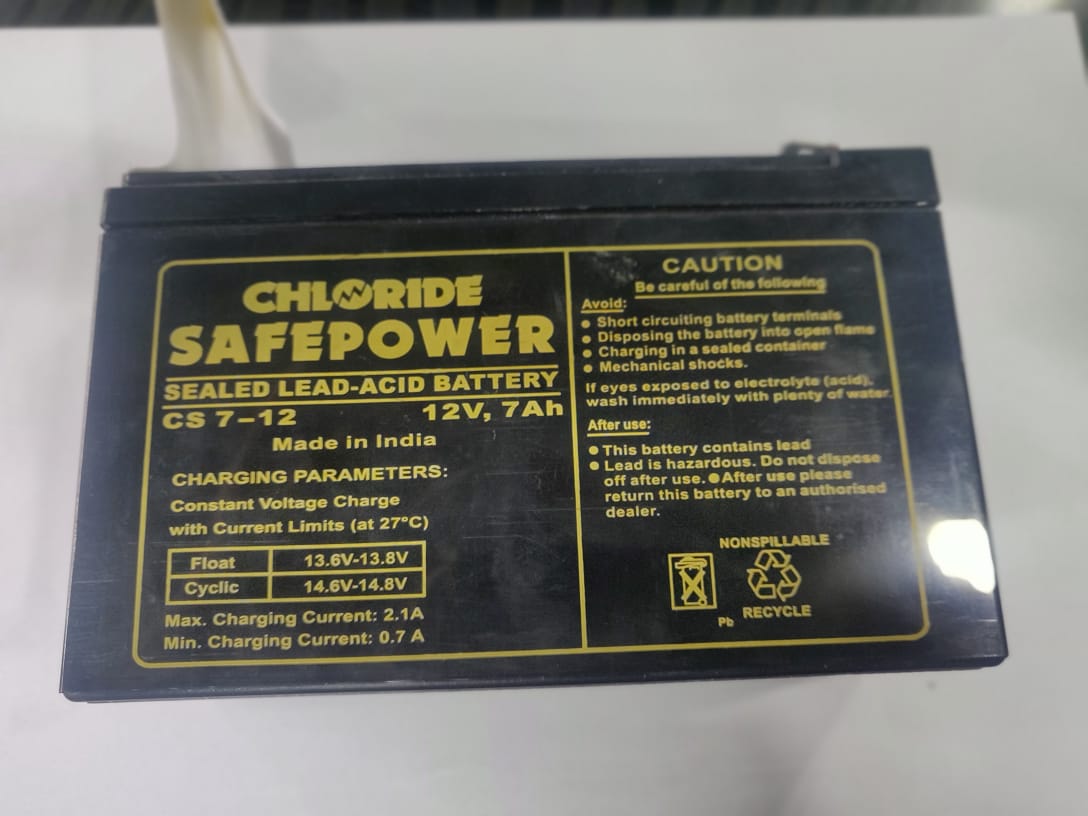 CHLORIDE
SAFEPOWER
SEALED LEAD-ACID BATTERY
CS 7-12 12V, 7Ah
Made in India
CHARGING PARAMETERS:
Constant Voltage Charge
with Current Limits (at 27°C)
Float 13.6V-13.8V
Cyclic 14.6V-14.8V
Max. Charging Current: 2.1A
Min. Charging Current: 0.7 A
CAUTION
Be careful of the following
Avoid:
● Short circuiting battery terminals
● Disposing the battery into open flame
● Charging in a sealed container
● Mechanical shocks.
If eyes exposed to electrolyte (acid),
wash immediately with plenty of water.
After use:
● This battery contains lead
● Lead is hazardous. Do not dispose
off after use. ● After use please
return this battery to an authorised
dealer.
NONSPILLABLE
RECYCLE
Pb